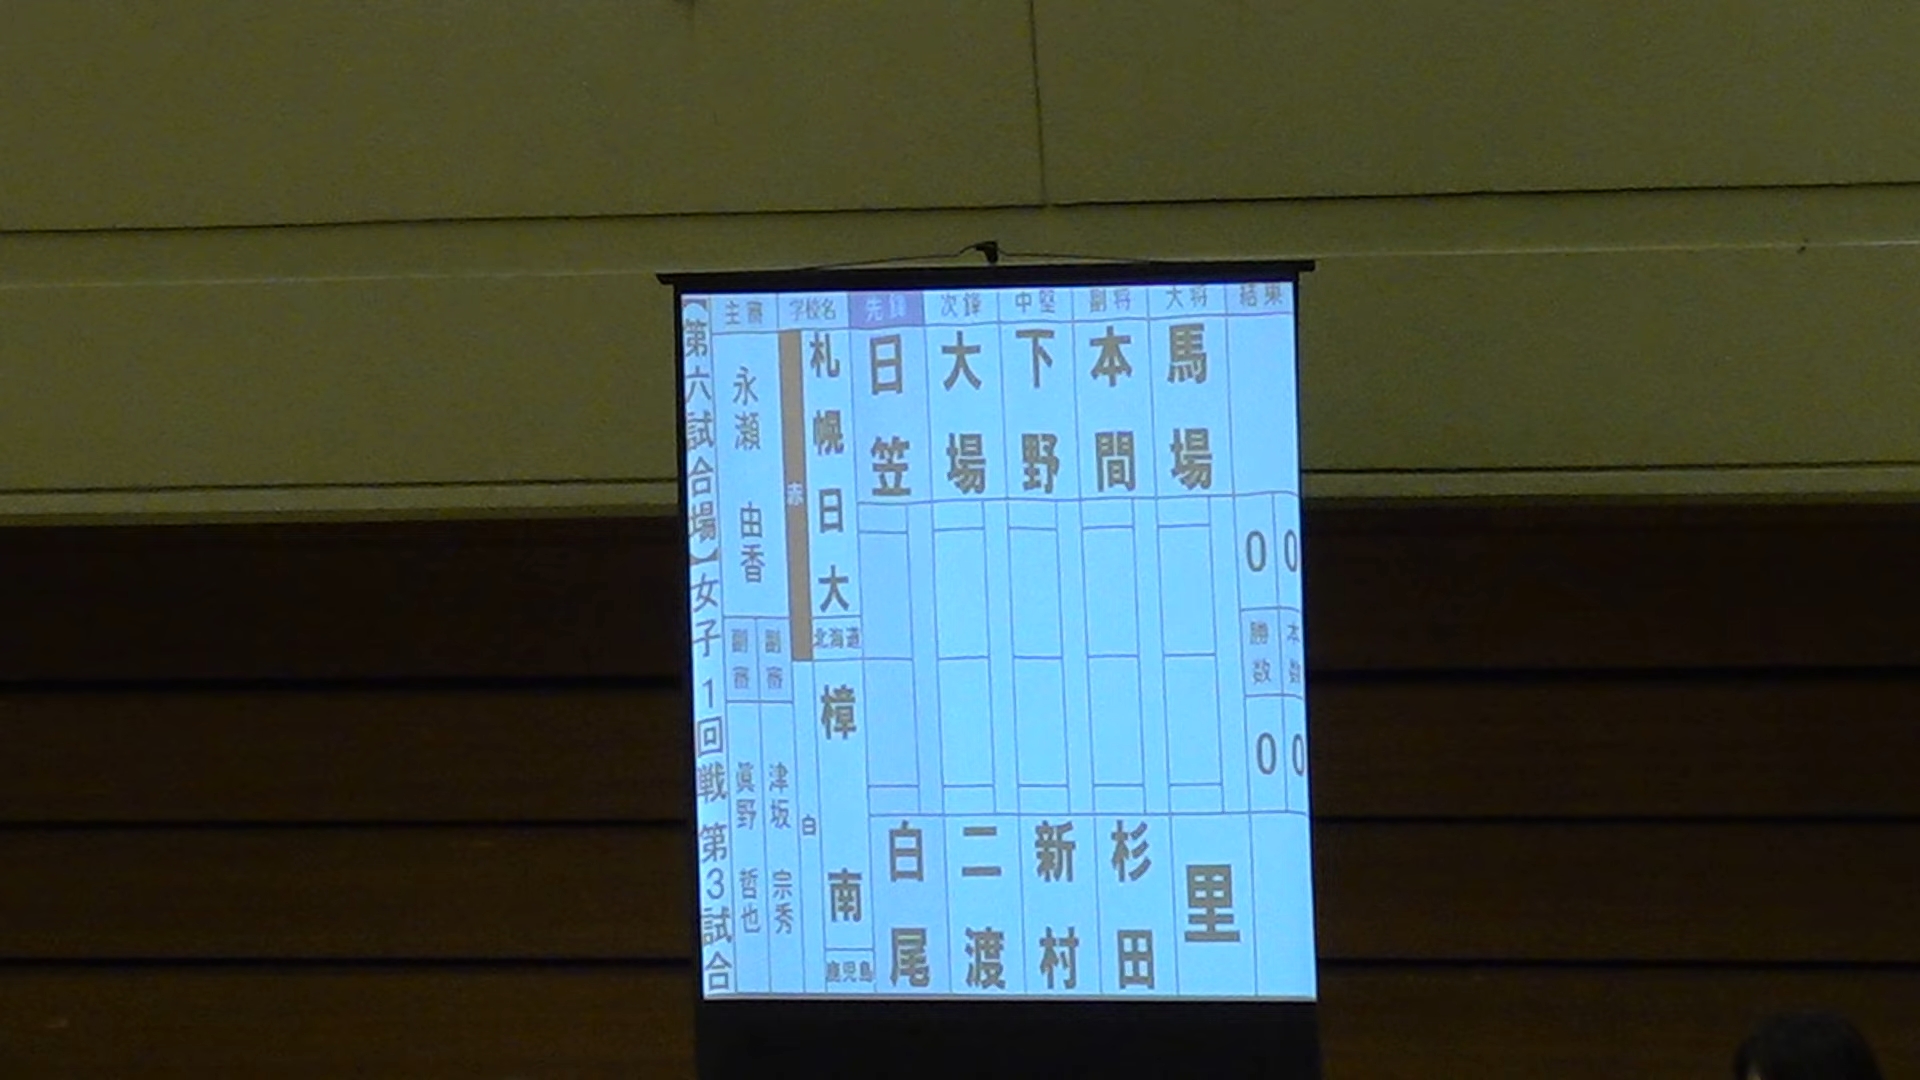 【第六試合場】女子 1回戦 第3試合
主審
永瀬 由香
副審
副審
眞野 哲也
津坂 宗秀
学校名
先鋒
次鋒
中堅
副将
大将
結果
赤
札幌日大
北海道
日笠
大場
下野
本間
馬場
0
0
勝数
本数
0
0
白
樟南
鹿児島
白尾
二渡
新村
杉田
里